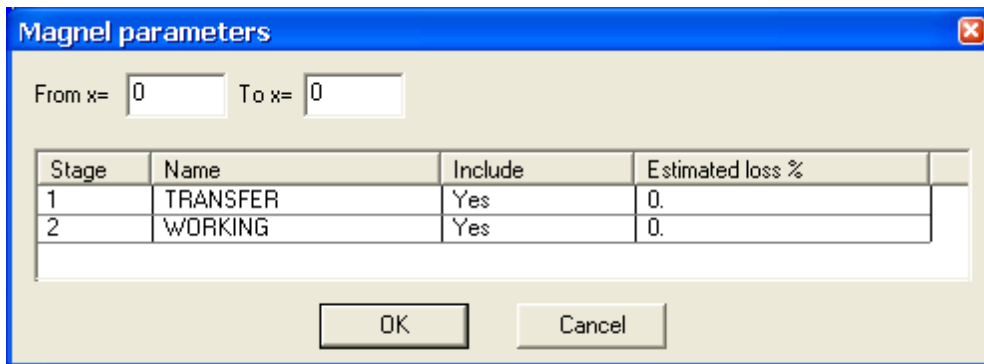 Magnel parameters
From x= 0 To x= 0
Stage Name Include Estimated loss %
1 TRANSFER Yes 0.
2 WORKING Yes 0.
OK Cancel